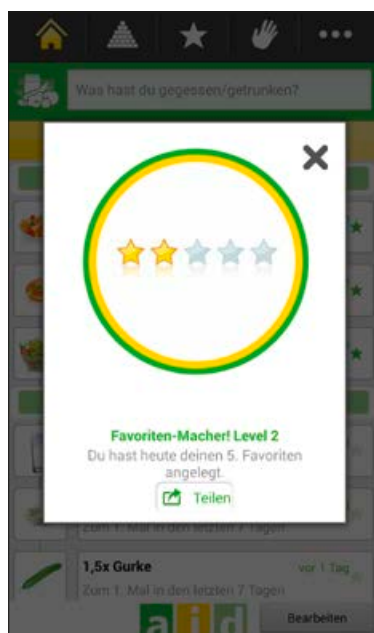 Was hast du gegessen/getrunken?
Favoriten-Macher! Level 2
Du hast heute deinen 5. Favoriten
angelegt.
Teilen
Zum 1. Mal in den letzten 7 Tagen
1,5x Gurke
vor 1 Tag
Zum 1. Mal in den letzten 7 Tagen
aid
Bearbeiten